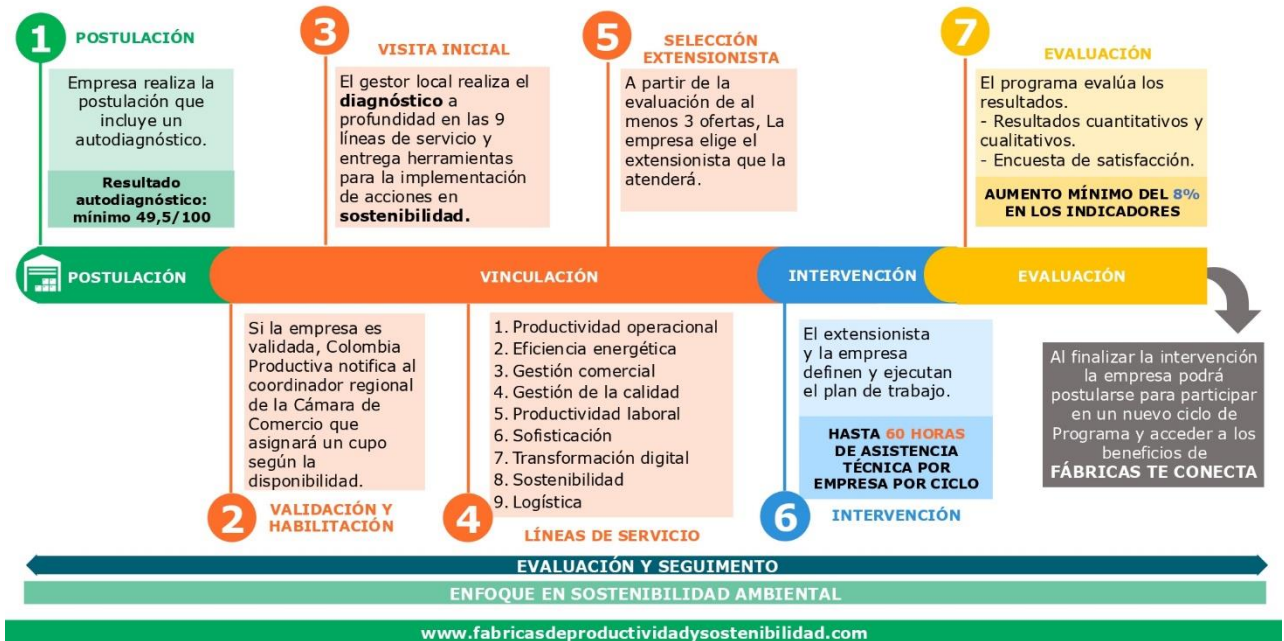 1
POSTULACIÓN
Empresa realiza la
postulación que
incluye un
autodiagnóstico.
Resultado
autodiagnóstico:
mínimo 49,5/100
3
VISITA INICIAL
El gestor local realiza el
diagnóstico a
profundidad en las 9
líneas de servicio y
entrega herramientas
para la implementación
de acciones en
sostenibilidad.
5
SELECCIÓN
EXTENSIONISTA
A partir de la
evaluación de al
menos 3 ofertas, La
empresa elige el
extensionista que la
atenderá.
7
EVALUACIÓN
El programa evalúa los
resultados.
- Resultados cuantitativos y
cualitativos.
- Encuesta de satisfacción.
AUMENTO MÍNIMO DEL 8%
EN LOS INDICADORES
POSTULACIÓN
VINCULACIÓN
INTERVENCIÓN
EVALUACIÓN
Si la empresa es
validada, Colombia
Productiva notifica al
coordinador regional
de la Cámara de
Comercio que
asignará un cupo
según la
disponibilidad.
2
VALIDACIÓN Y
HABILITACIÓN
1. Productividad operacional
2. Eficiencia energética
3. Gestión comercial
4. Gestión de la calidad
5. Productividad laboral
6. Sofisticación
7. Transformación digital
8. Sostenibilidad
9. Logística
4
LÍNEAS DE SERVICIO
El extensionista
y la empresa
definen y ejecutan
el plan de trabajo.
HASTA 60 HORAS
DE ASISTENCIA
TÉCNICA POR
EMPRESA POR CICLO
6
INTERVENCIÓN
Al finalizar la intervención
la empresa podrá
postularse para participar
en un nuevo ciclo de
Programa y acceder a los
beneficios de
FÁBRICAS TE CONECTA
EVALUACIÓN Y SEGUIMENTO
ENFOQUE EN SOSTENIBILIDAD AMBIENTAL
www.fabricasdeproductividadysostenibilidad.com